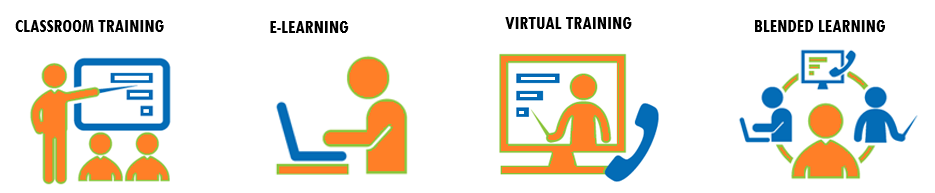 CLASSROOM TRAINING
E-LEARNING
VIRTUAL TRAINING
BLENDED LEARNING